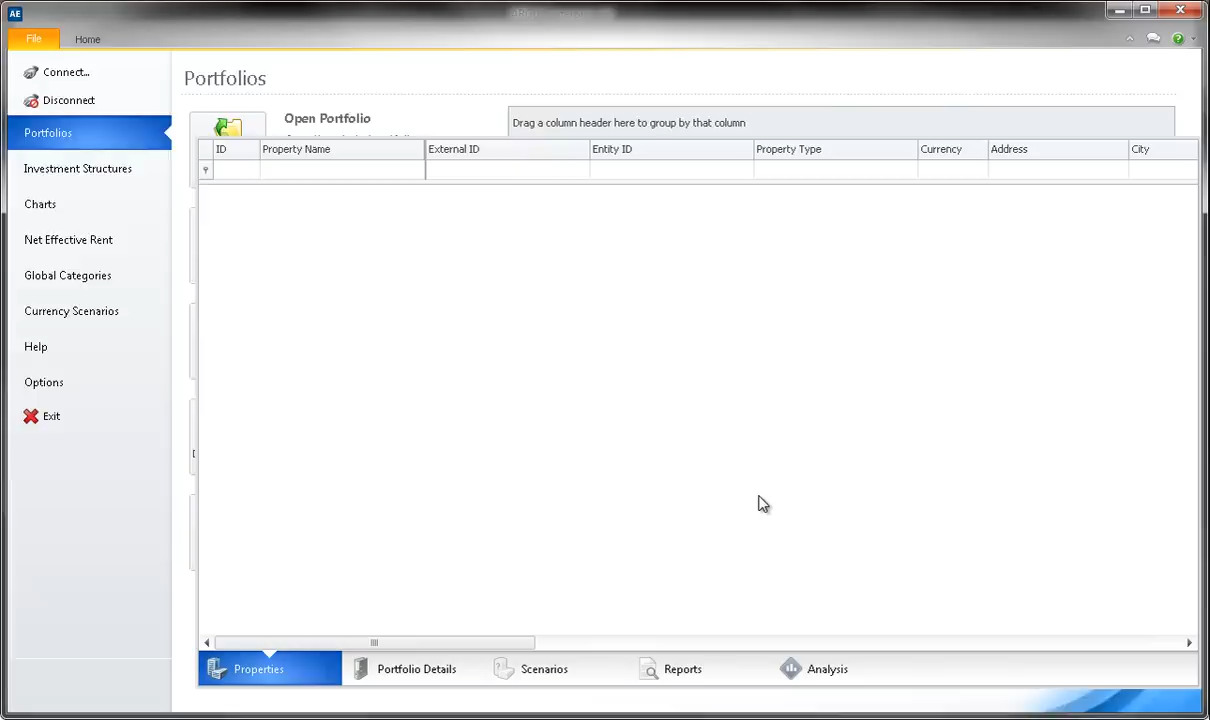 AE
File
Home
Connect...
Disconnect
Portfolios
Investment Structures
Charts
Net Effective Rent
Global Categories
Currency Scenarios
Help
Options
Exit
Portfolios
Open Portfolio
Drag a column header here to group by that column
ID Property Name External ID Entity ID Property Type Currency Address City
Properties Portfolio Details Scenarios Reports Analysis